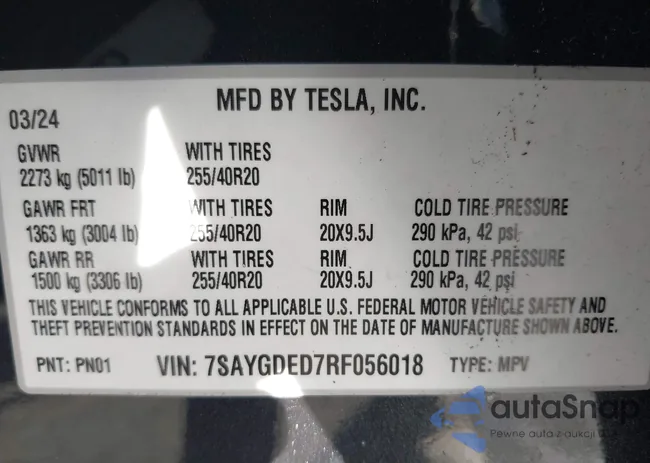 MFD BY TESLA, INC.
03/24
GVWR WITH TIRES
2273 kg (5011 lb) 255/40R20
GAWR FRT WITH TIRES RIM COLD TIRE PRESSURE
1363 kg (3004 lb) 255/40R20 20X9.5J 290 kPa, 42 psi
GAWR RR WITH TIRES RIM COLD TIRE PRESSURE
1500 kg (3306 lb) 255/40R20 20X9.5J 290 kPa, 42 psi
THIS VEHICLE CONFORMS TO ALL APPLICABLE U.S. FEDERAL MOTOR VEHICLE SAFETY AND
THEFT PREVENTION STANDARDS IN EFFECT ON THE DATE OF MANUFACTURE SHOWN ABOVE.
PNT: PN01 VIN: 7SAYGDED7RF056018 TYPE: MPV
autaSnap
Pewne auta z aukcji